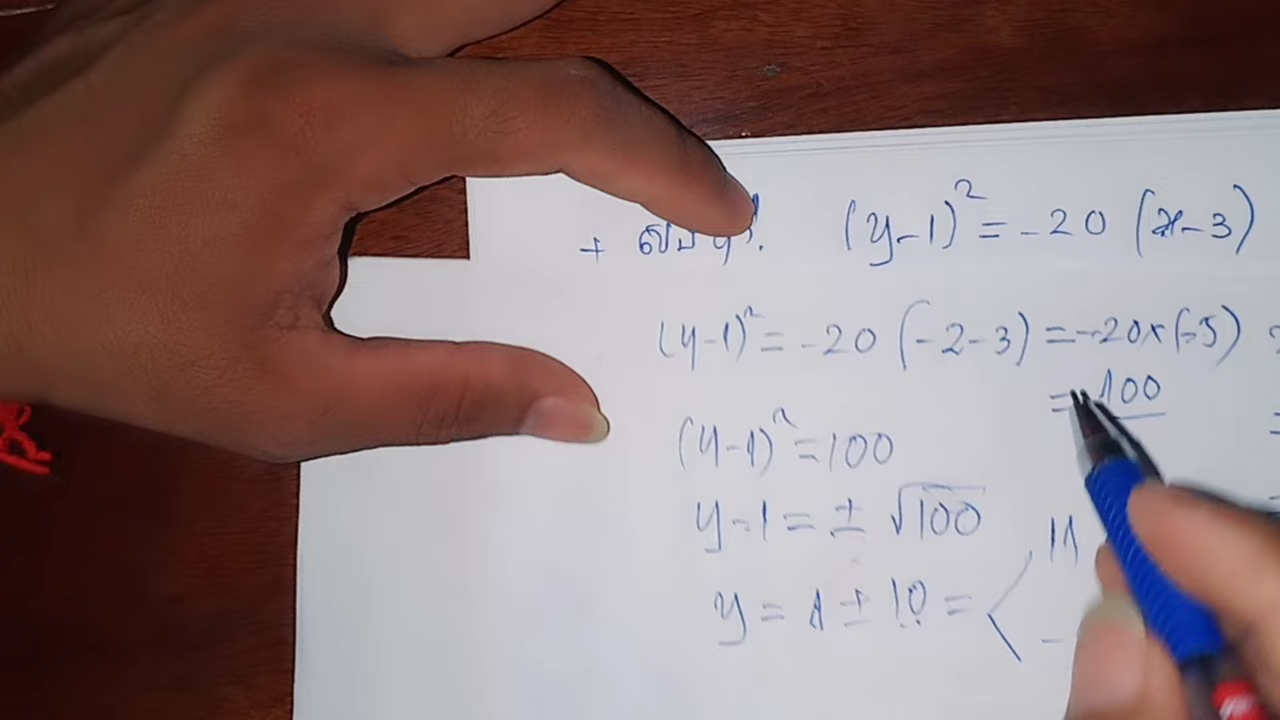 + (y-1)² = -20 (x-3)
(y-1)² = -20 (-2-3) = -20×(-5)
= 100
(y-1)² = 100
y-1 = ± √100
y = 1 ± 10 = < 11
-